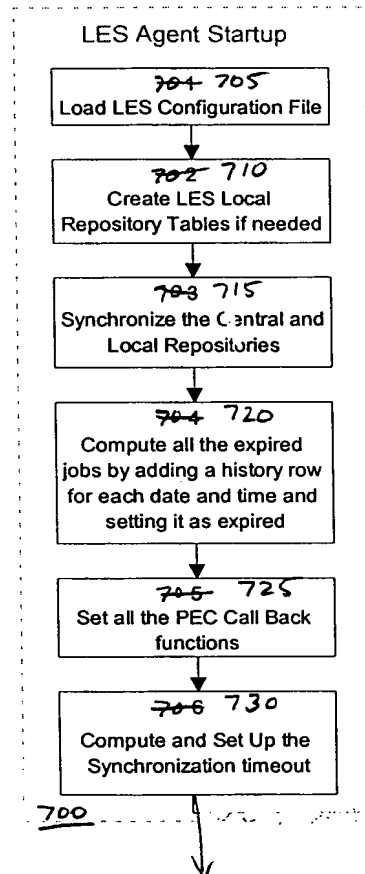 LES Agent Startup
701 705
Load LES Configuration File
702 710
Create LES Local
Repository Tables if needed
703 715
Synchronize the Central and
Local Repositories
704 720
Compute all the expired
jobs by adding a history row
for each date and time and
setting it as expired
705 725
Set all the PEC Call Back
functions
706 730
Compute and Set Up the
Synchronization timeout
700